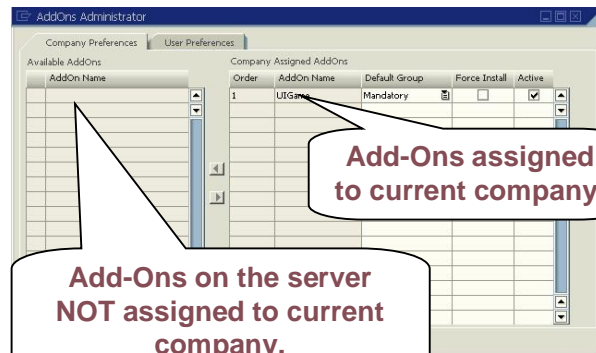 AddOns Administrator
Company Preferences User Preferences
Available AddOns Company Assigned AddOns
AddOn Name Order AddOn Name Default Group Force Install Active
1 UIGame Mandatory
Add-Ons assigned
to current company
Add-Ons on the server
NOT assigned to current
company.